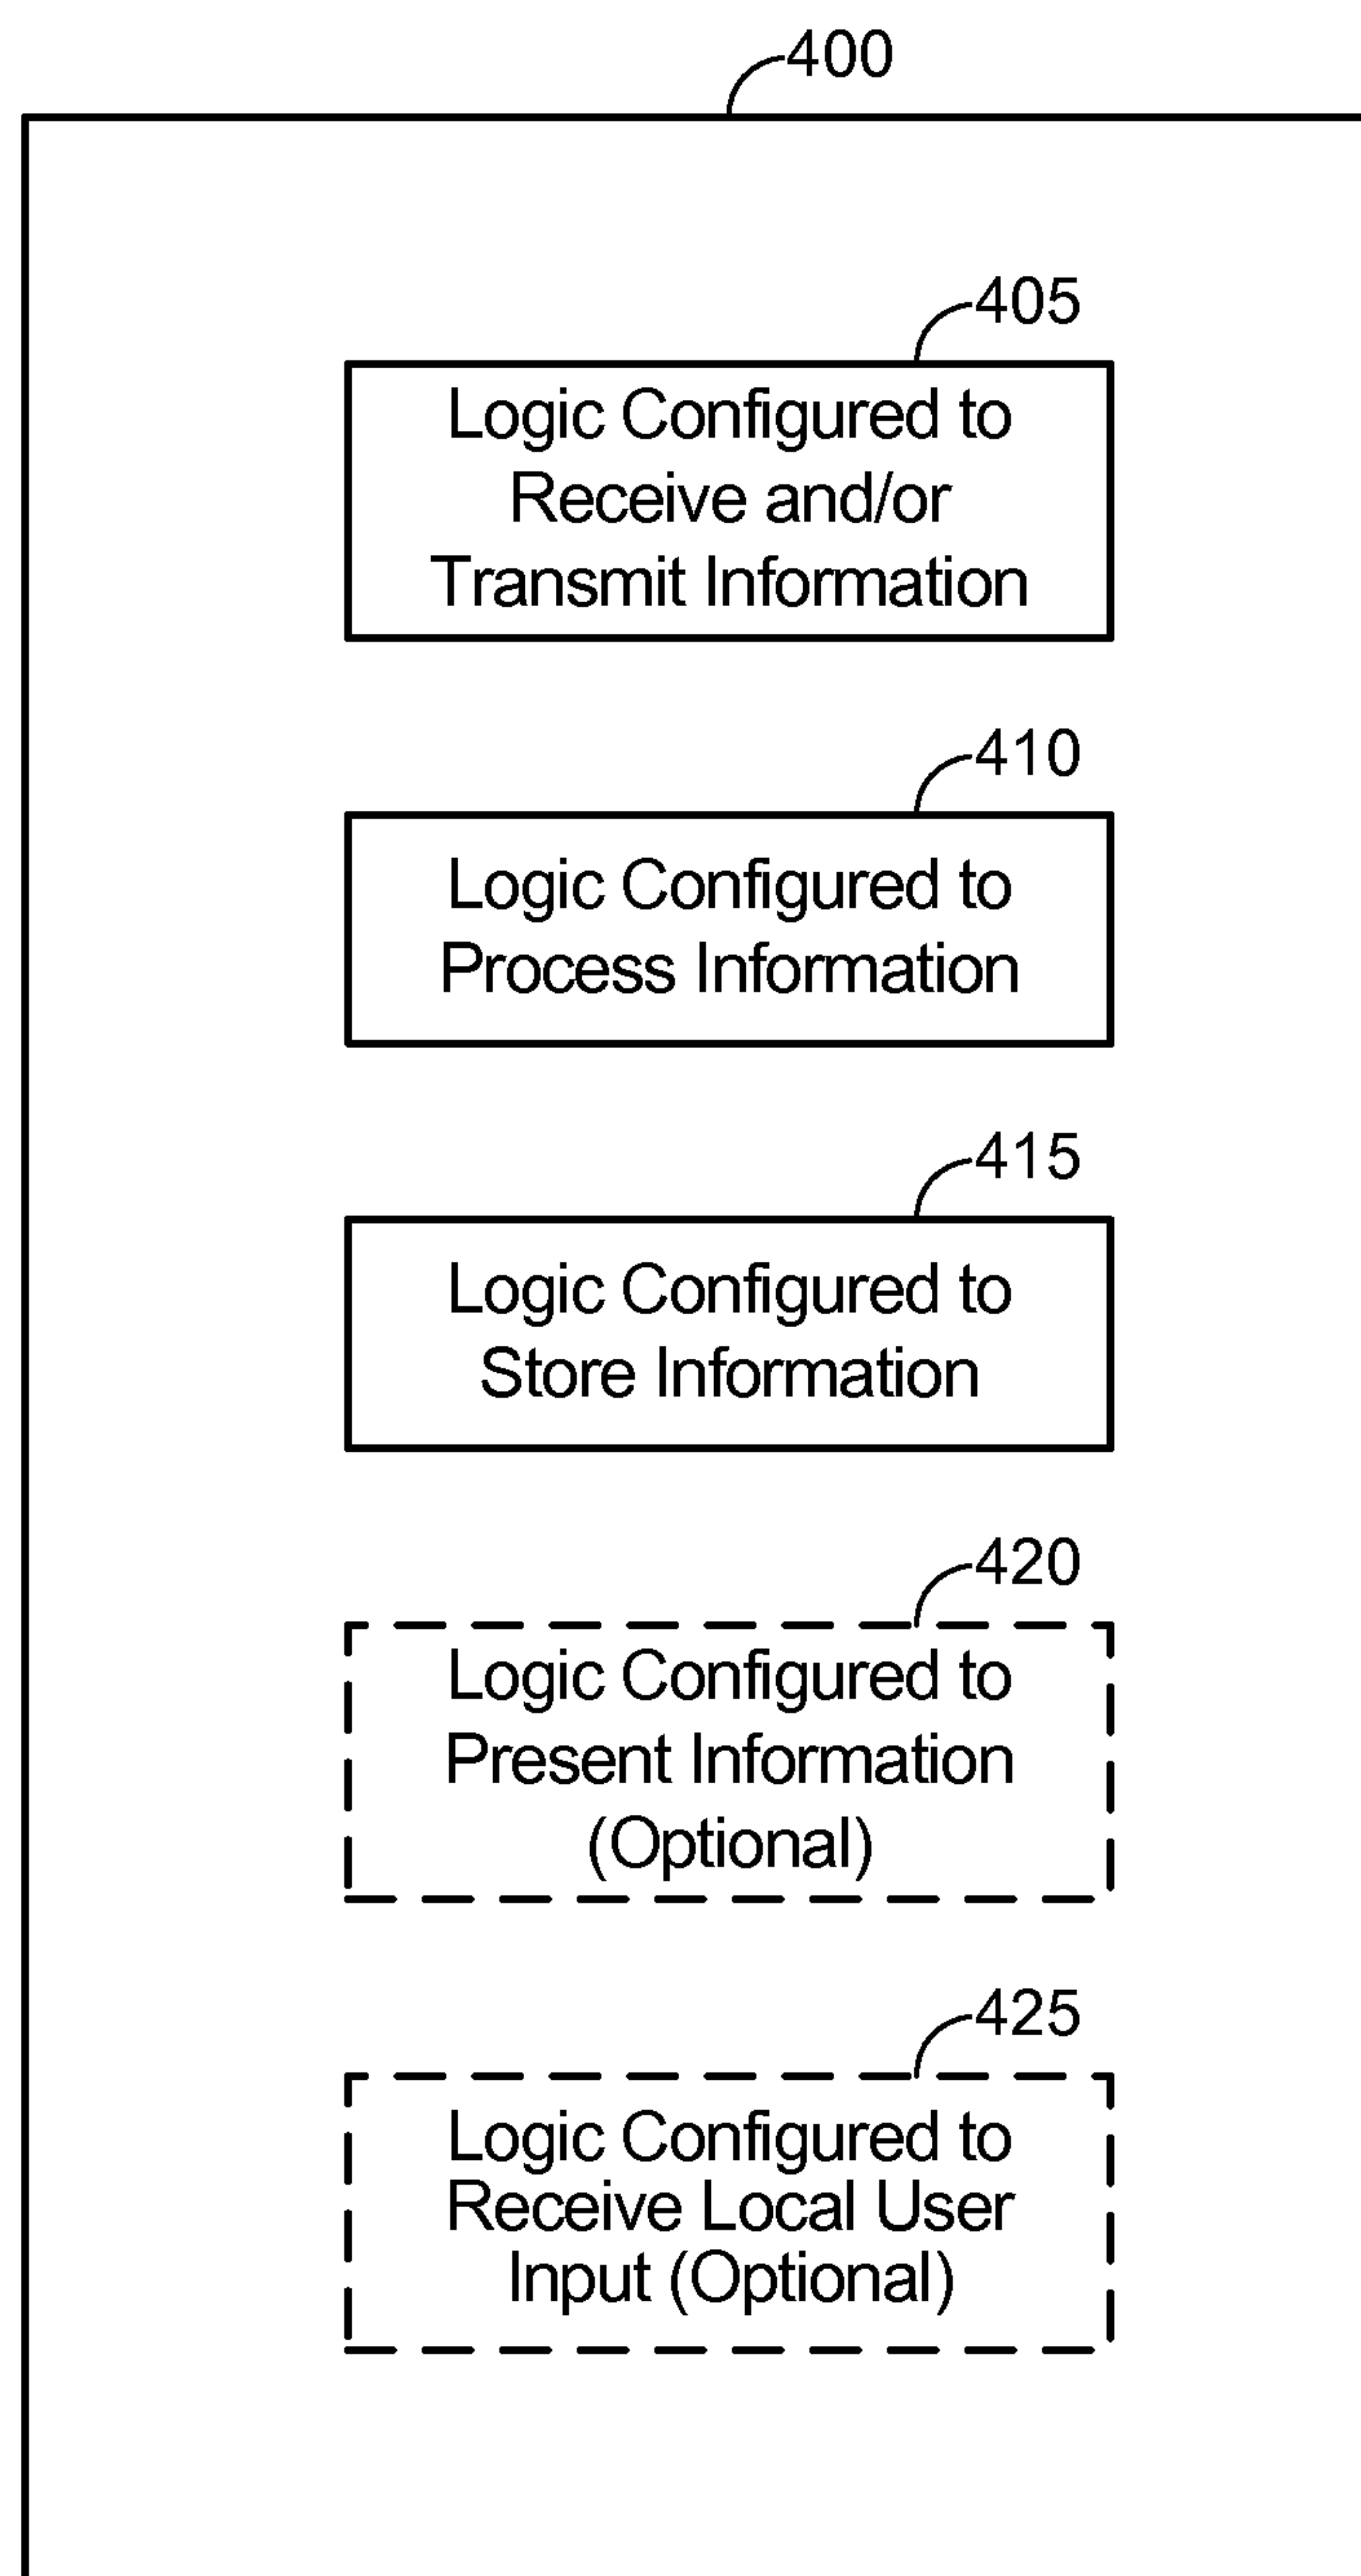 400
405
Logic Configured to
Receive and/or
Transmit Information
410
Logic Configured to
Process Information
415
Logic Configured to
Store Information
420
Logic Configured to
Present Information
(Optional)
425
Logic Configured to
Receive Local User
Input (Optional)